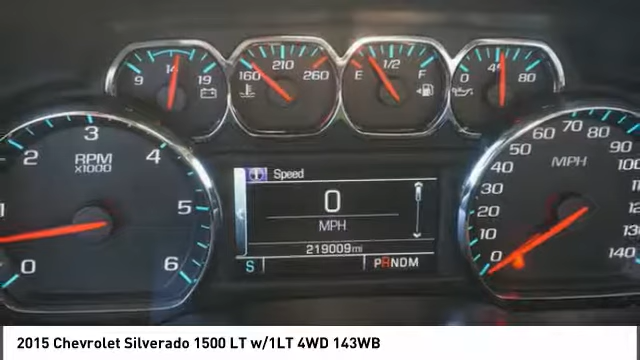 9 14 19
160 210 260
E 1/2 F
0 40 80
RPM
x1000
0 1 2 3 4 5 6
Speed
0
MPH
219009 mi
S PRNDM
MPH
0 10 20 30 40 50 60 70 80 90 100
140
2015 Chevrolet Silverado 1500 LT w/1LT 4WD 143WB